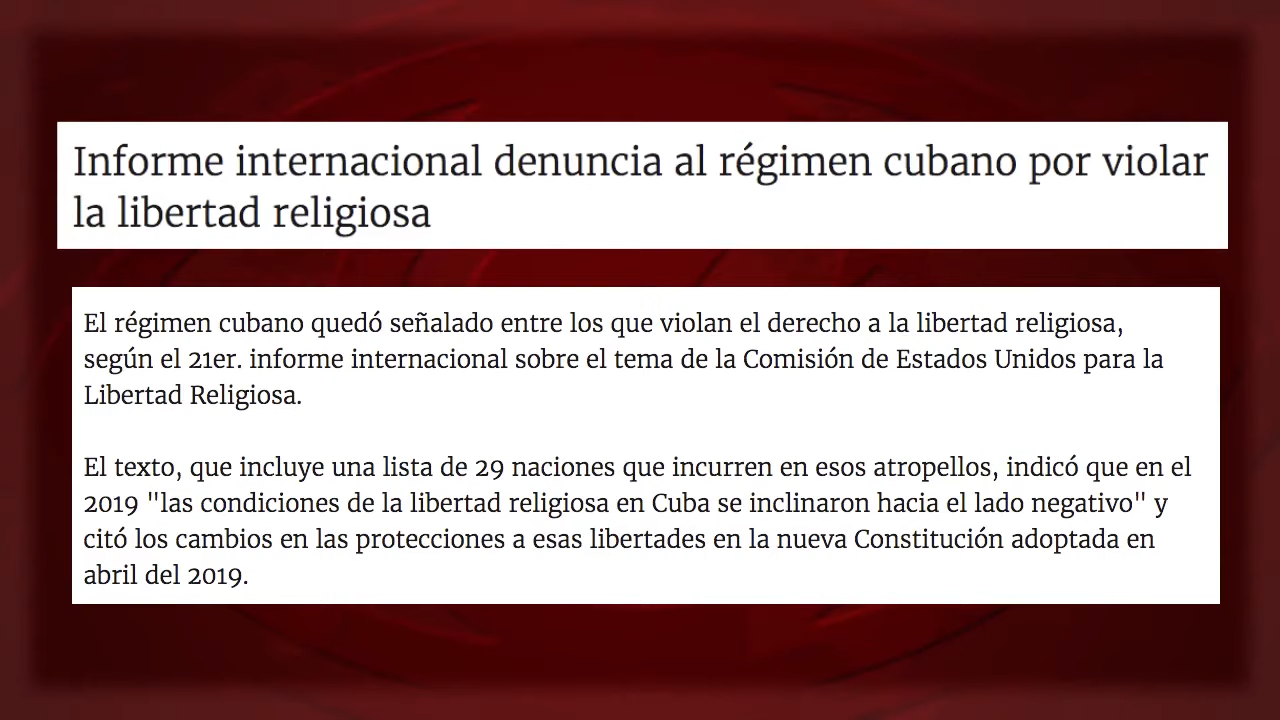 Informe internacional denuncia al régimen cubano por violar
la libertad religiosa
El régimen cubano quedó señalado entre los que violan el derecho a la libertad religiosa,
según el 21er. informe internacional sobre el tema de la Comisión de Estados Unidos para la
Libertad Religiosa.
El texto, que incluye una lista de 29 naciones que incurren en esos atropellos, indicó que en el
2019 "las condiciones de la libertad religiosa en Cuba se inclinaron hacia el lado negativo" y
citó los cambios en las protecciones a esas libertades en la nueva Constitución adoptada en
abril del 2019.